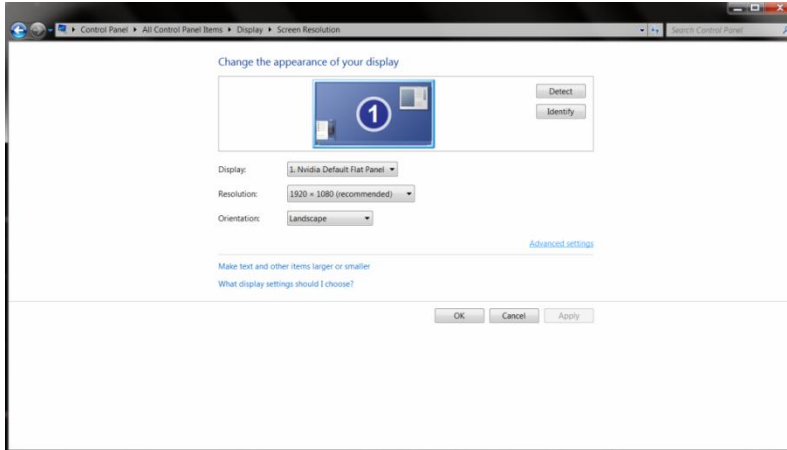 Control Panel ▸ All Control Panel Items ▸ Display ▸ Screen Resolution
Search Control Panel
Change the appearance of your display
1
Detect
Identify
Display: 1. Nvidia Default Flat Panel
Resolution: 1920 × 1080 (recommended)
Orientation: Landscape
Advanced settings
Make text and other items larger or smaller
What display settings should I choose?
OK Cancel Apply